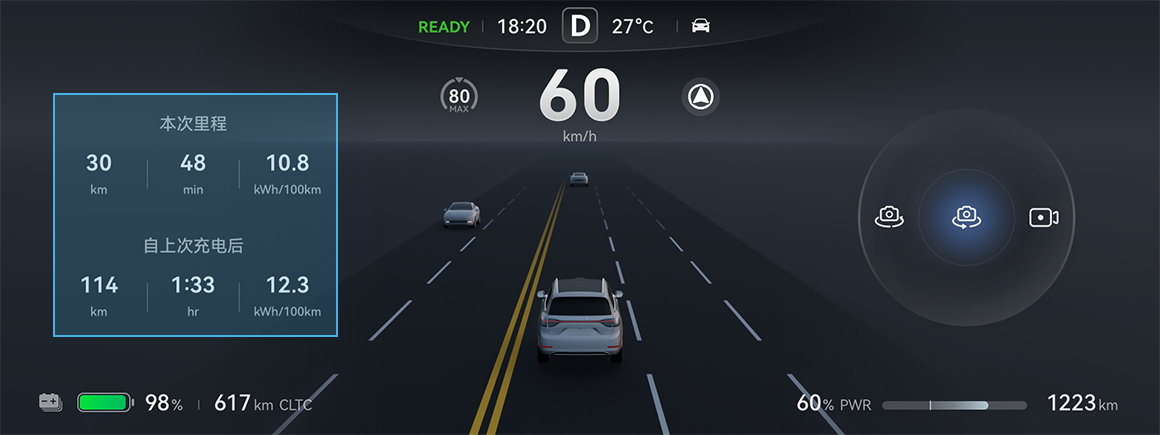 READY 18:20 D 27°C
80 MAX
60
km/h
本次里程
30 48 10.8
km min kWh/100km
自上次充电后
114 1:33 12.3
km hr kWh/100km
98% 617 km CLTC
60% PWR 1223 km